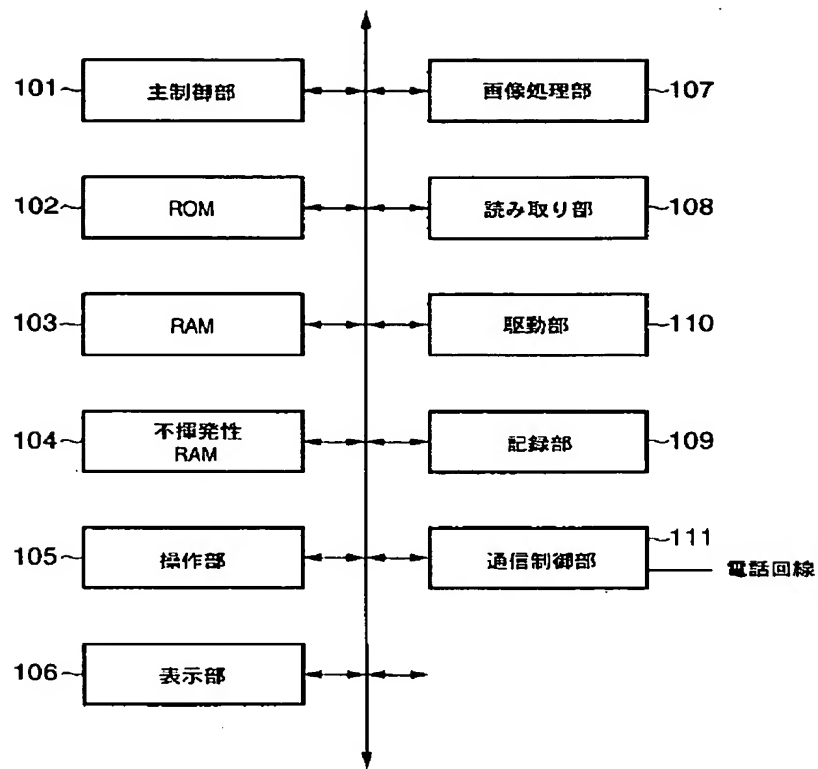 101 主制御部
画像処理部 107
102 ROM
読み取り部 108
103 RAM
駆動部 110
104 不揮発性
RAM
記録部 109
105 操作部
通信制御部 111
電話回線
106 表示部